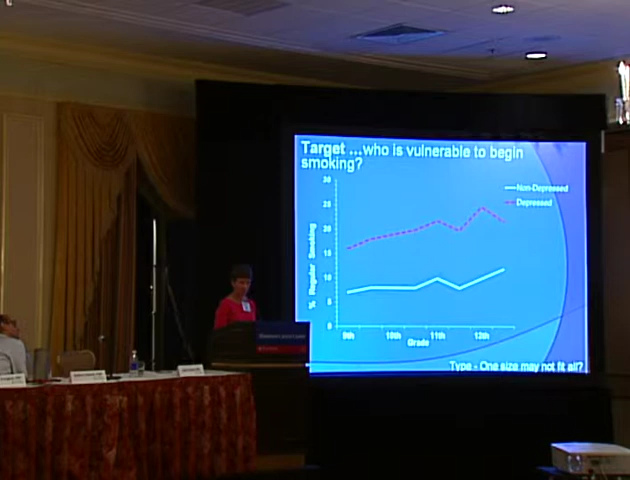 Target ...who is vulnerable to begin
smoking?
30
25
20
15
10
5
0
% Regular Smoking
Non-Depressed
Depressed
9th 10th 11th 12th
Grade
Type - One size may not fit all?